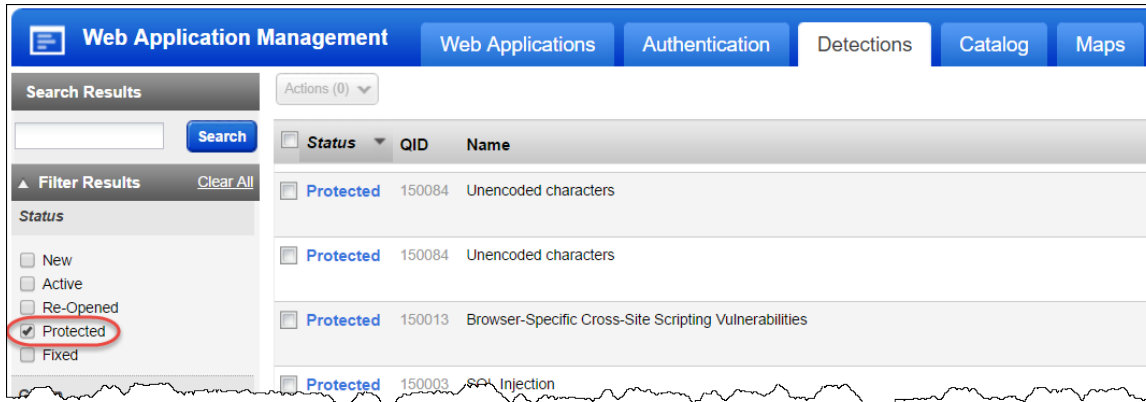 Web Application Management
Web Applications
Authentication
Detections
Catalog
Maps
Search Results
Search
Filter Results
Clear All
Status
New
Active
Re-Opened
Protected
Fixed
Actions (0)
Status QID Name
Protected 150084 Unencoded characters
Protected 150084 Unencoded characters
Protected 150013 Browser-Specific Cross-Site Scripting Vulnerabilities
Protected 150003 SQL Injection